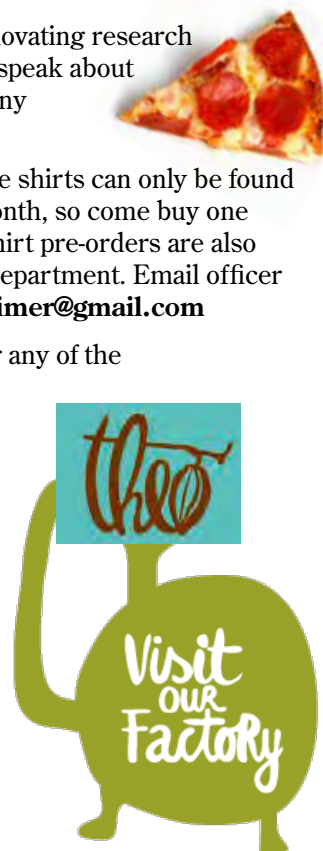 ovating research
speak about
ny
e shirts can only be found
onth, so come buy one
hirt pre-orders are also
epartment. Email officer
imer@gmail.com
r any of the
theo
Visit
OUR
Factory